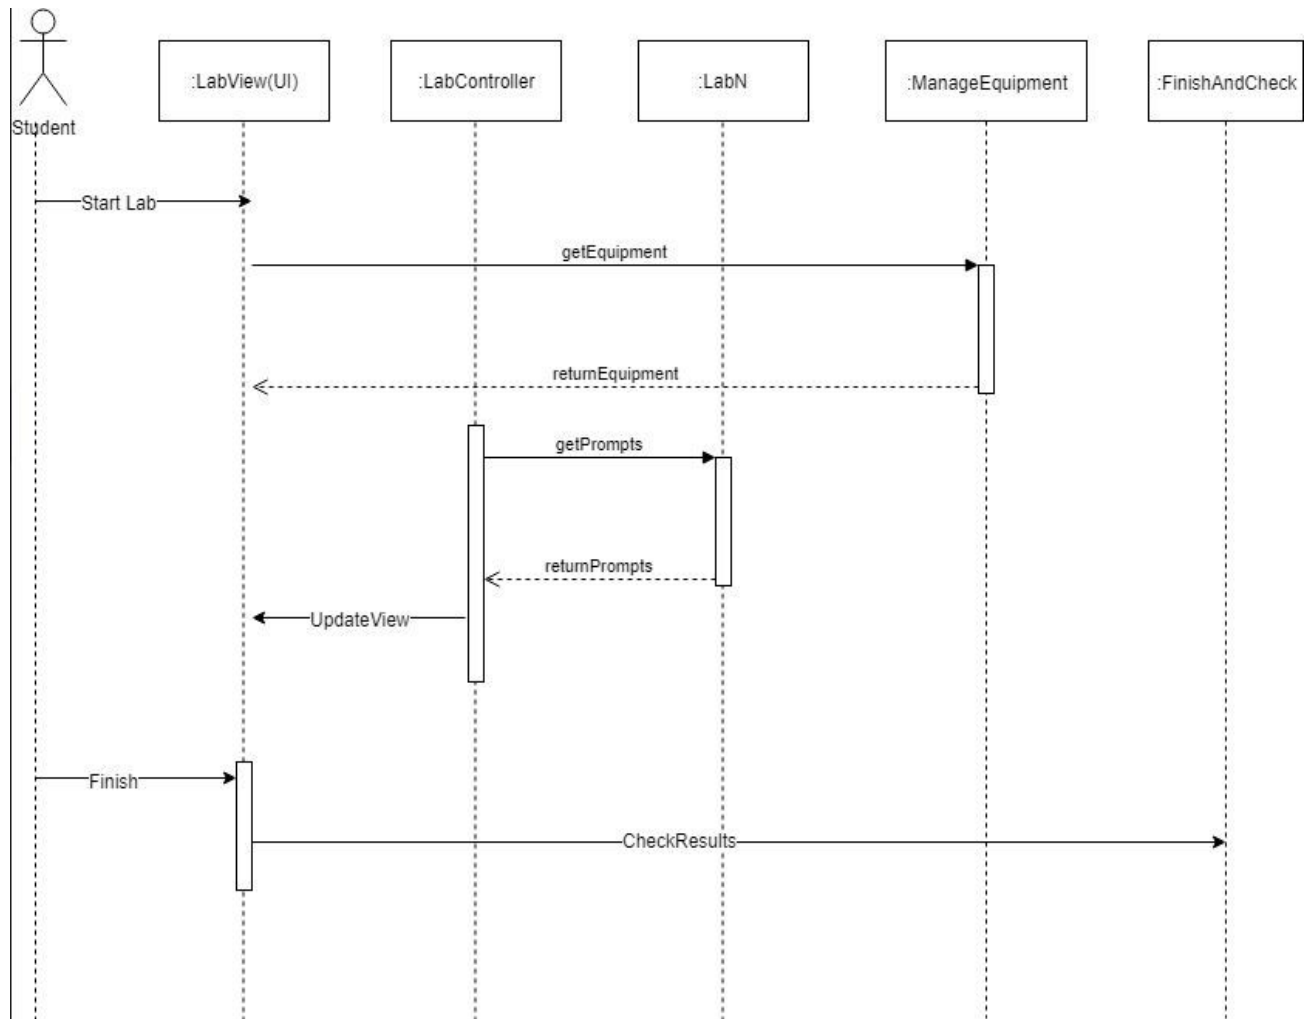 :LabView(UI)
:LabController
:LabN
:ManageEquipment
:FinishAndCheck
Student
Start Lab
getEquipment
returnEquipment
getPrompts
returnPrompts
UpdateView
Finish
CheckResults